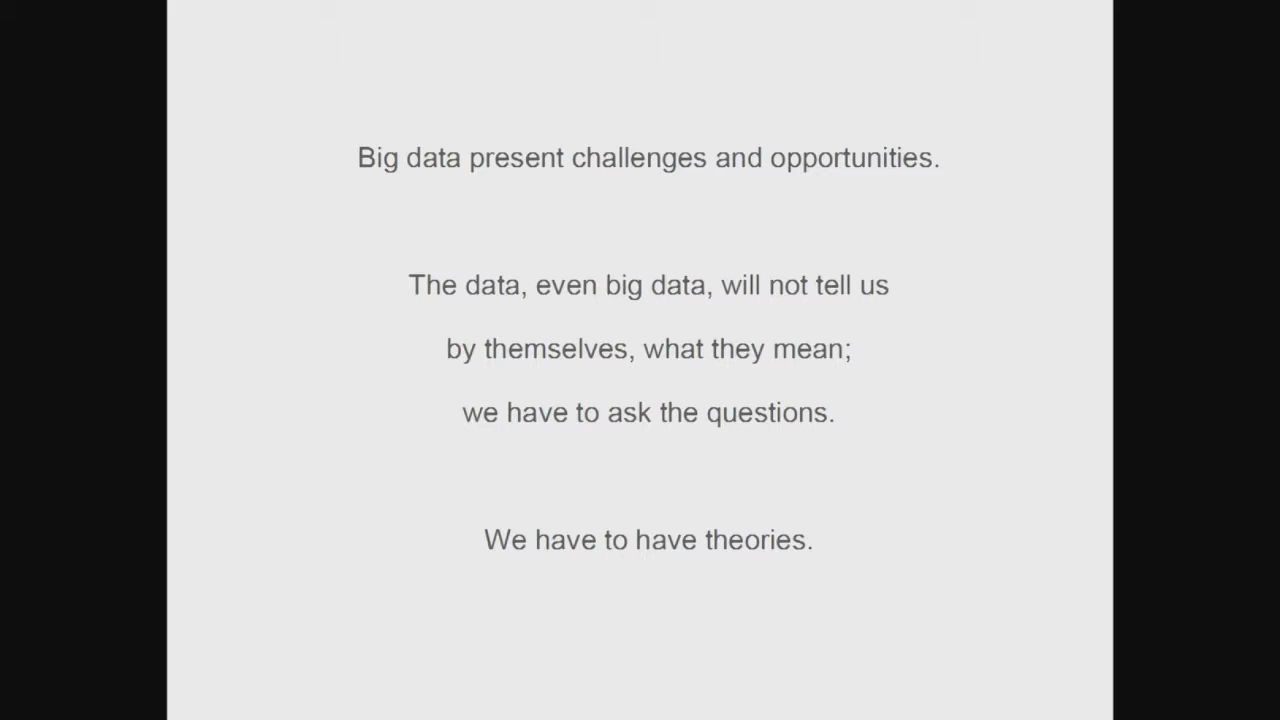 Big data present challenges and opportunities.
The data, even big data, will not tell us
by themselves, what they mean;
we have to ask the questions.
We have to have theories.